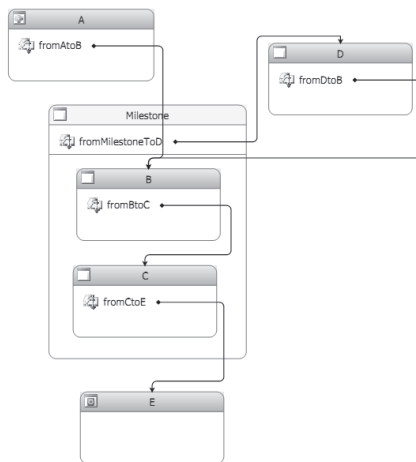 A
fromAtoB
D
fromDtoB
Milestone
fromMilestoneToD
B
fromBtoC
C
fromCtoE
E